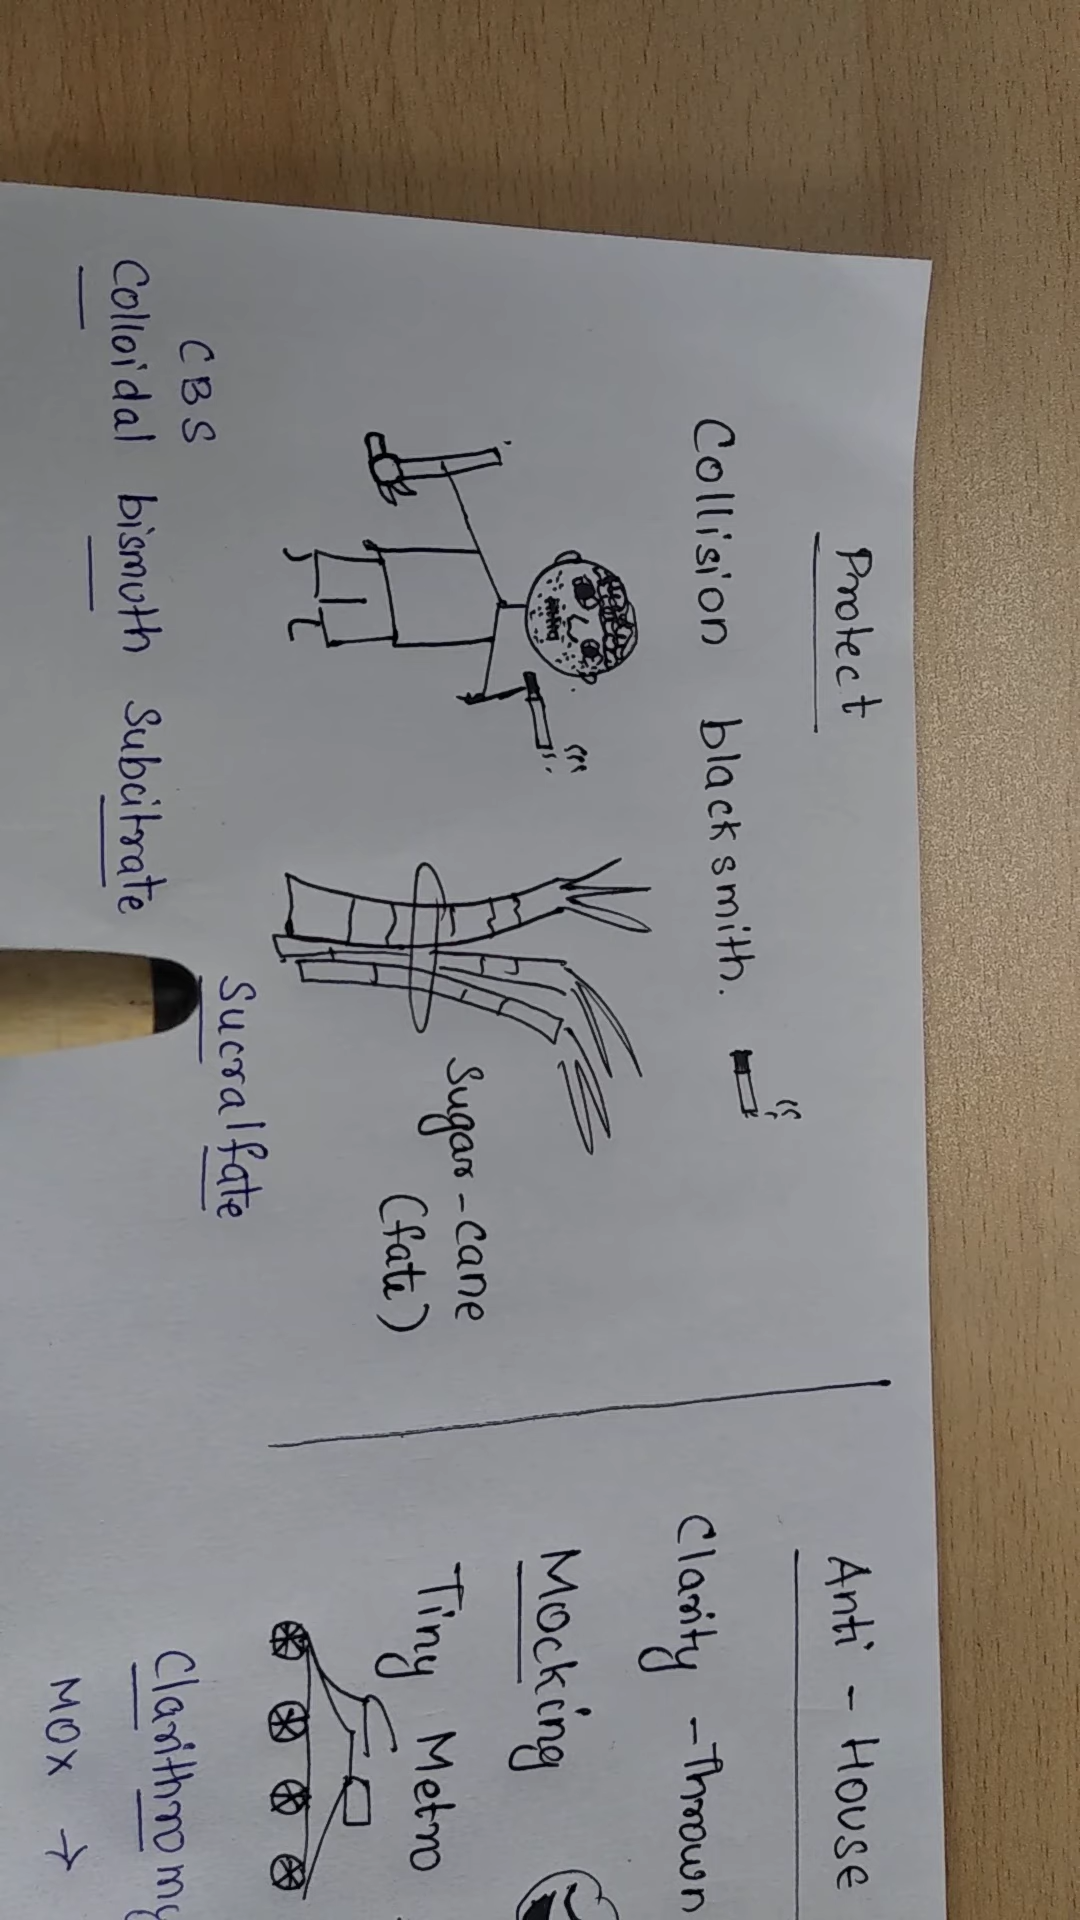 Protect
Collision blacksmith.
Sugar-cane
(fate)
CBS
Colloidal bismuth Subcitrate
Sucralfate
Anti - House
Clarity - Thrown
Mocking
Tiny Metro
Clarithromy
MOX →